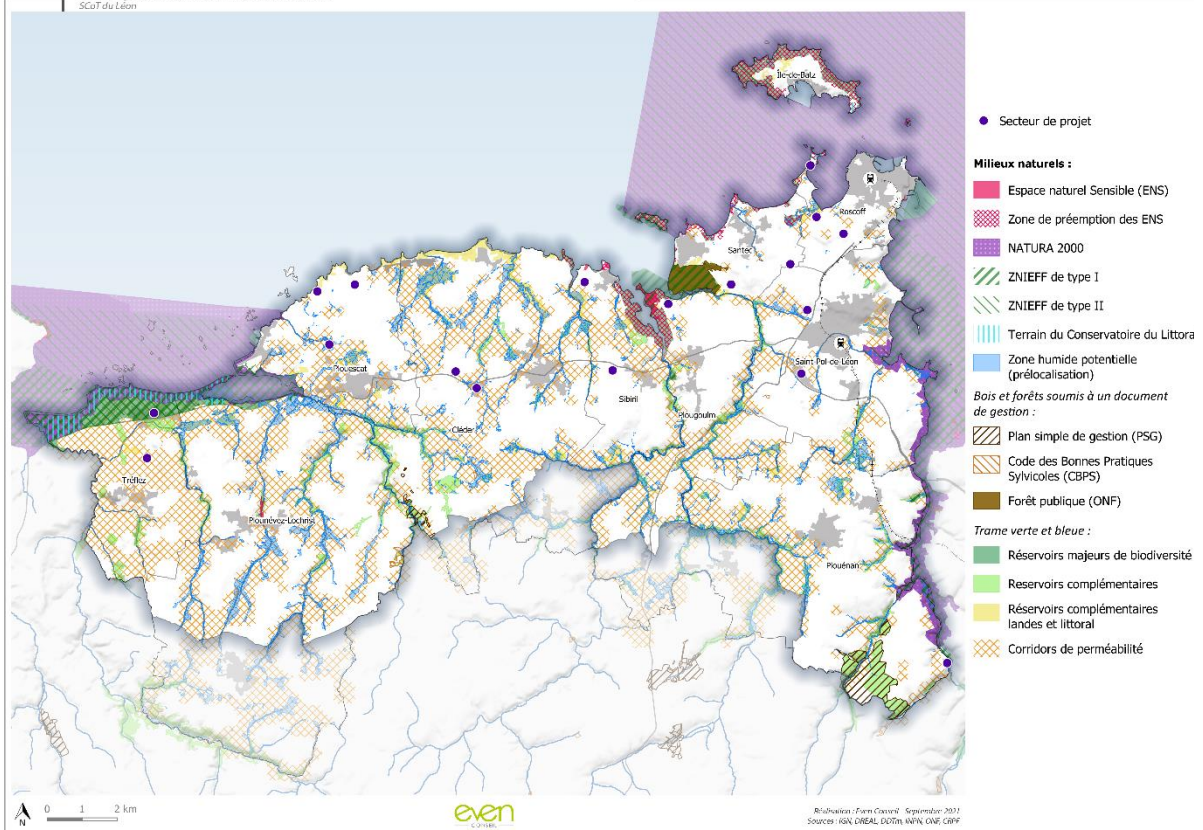 SCoT du Léon
Île-de-Batz
Roscoff
Santec
Saint-Pol-de-Léon
Plouescat
Sibiril
Plougoulm
Cléder
Tréflez
Plounévez-Lochrist
Plouénan
Secteur de projet
Milieux naturels :
Espace naturel Sensible (ENS)
Zone de préemption des ENS
NATURA 2000
ZNIEFF de type I
ZNIEFF de type II
Terrain du Conservatoire du Littora
Zone humide potentielle
(prélocalisation)
Bois et forêts soumis à un document
de gestion :
Plan simple de gestion (PSG)
Code des Bonnes Pratiques
Sylvicoles (CBPS)
Forêt publique (ONF)
Trame verte et bleue :
Réservoirs majeurs de biodiversité
Reservoirs complémentaires
Réservoirs complémentaires
landes et littoral
Corridors de perméabilité
N
0 1 2 km
even
CONSEIL
Réalisation : Even Conseil - Septembre 2021
Sources : IGN, DREAL, DDTm, INPN, ONF, CRPF